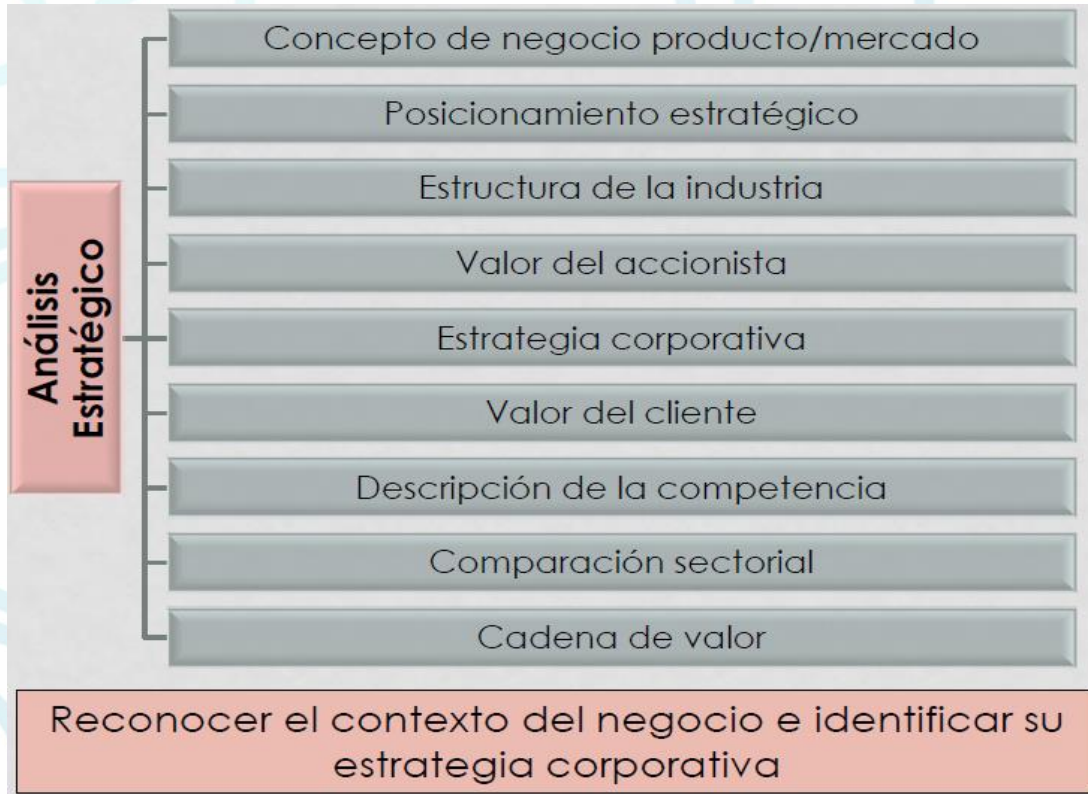 Análisis
Estratégico
Concepto de negocio producto/mercado
Posicionamiento estratégico
Estructura de la industria
Valor del accionista
Estrategia corporativa
Valor del cliente
Descripción de la competencia
Comparación sectorial
Cadena de valor
Reconocer el contexto del negocio e identificar su
estrategia corporativa